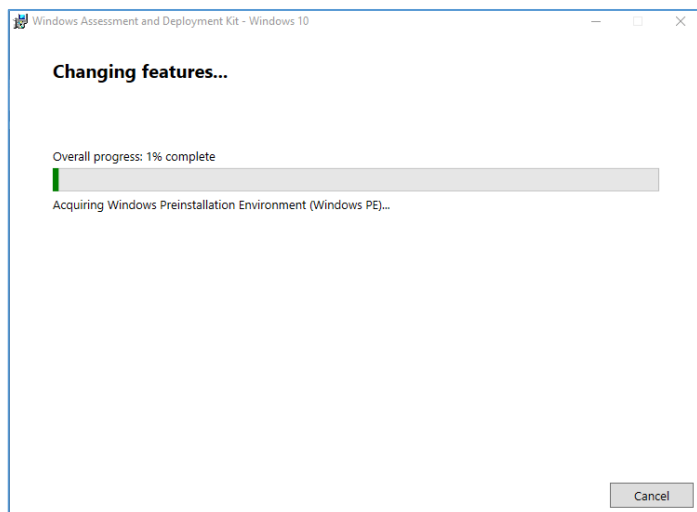 Windows Assessment and Deployment Kit - Windows 10
Changing features...
Overall progress: 1% complete
Acquiring Windows Preinstallation Environment (Windows PE)...
Cancel